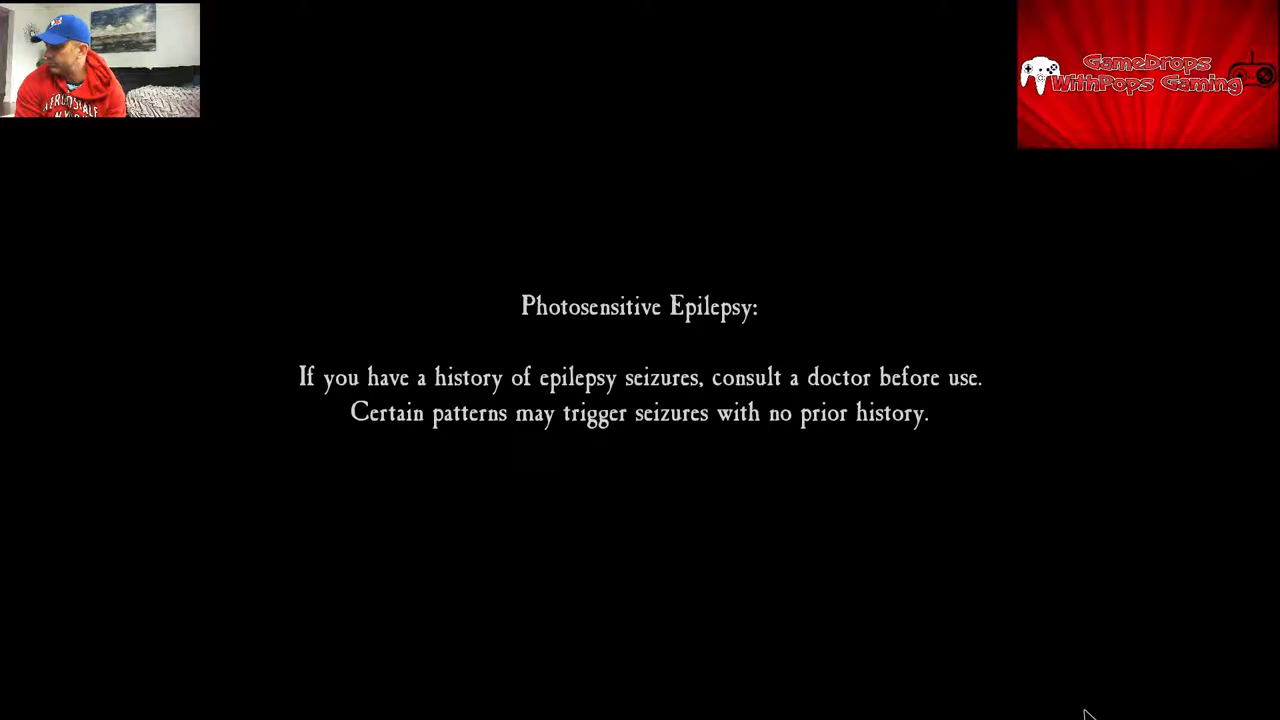 GameDrops
WithPops Gaming
AEROPOSTALE
Photosensitive Epilepsy:
If you have a history of epilepsy seizures, consult a doctor before use.
Certain patterns may trigger seizures with no prior history.